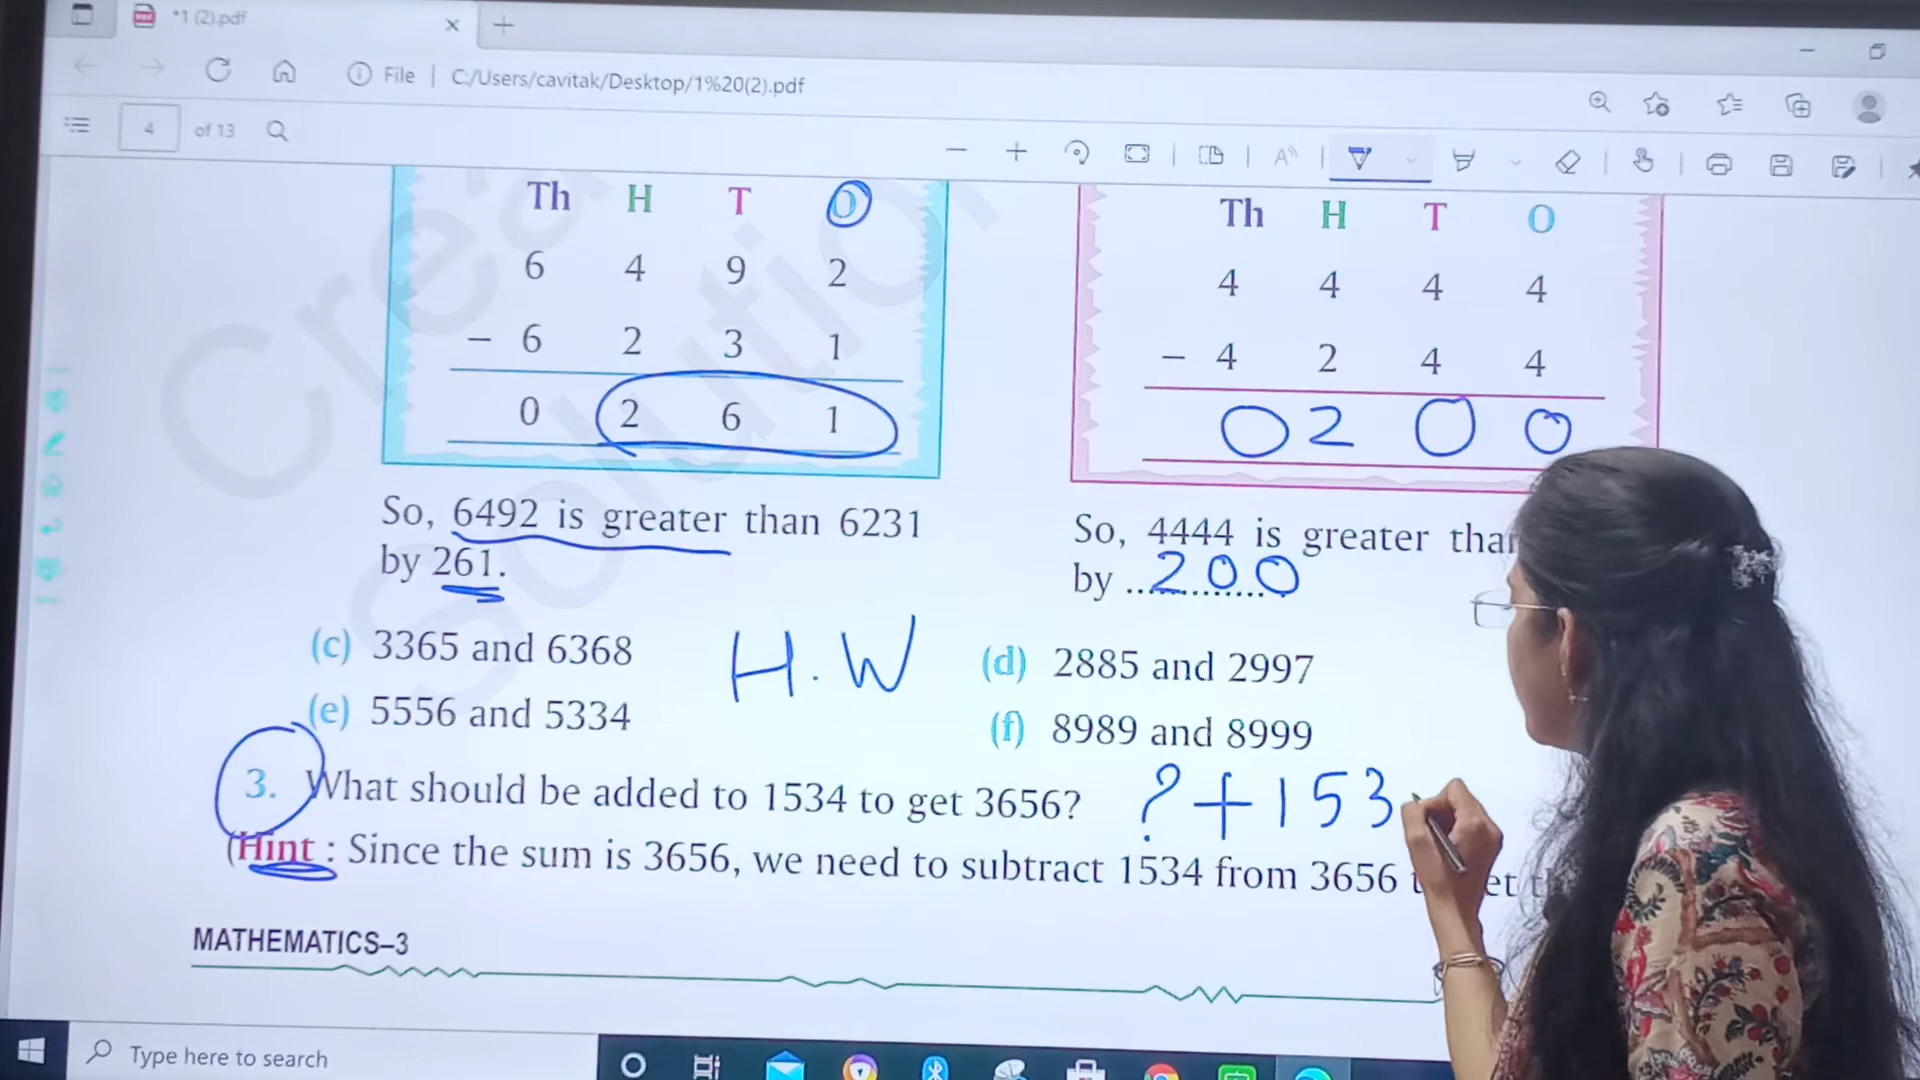 *1 (2).pdf
File | C:/Users/cavitak/Desktop/1%20(2).pdf
4 of 13
Th H T O
6 4 9 2
− 6 2 3 1
0 2 6 1
So, 6492 is greater than 6231
by 261.
Th H T O
4 4 4 4
− 4 2 4 4
0 2 0 0
So, 4444 is greater
by ...200
(c) 3365 and 6368
H.W
(d) 2885 and 2997
(e) 5556 and 5334
(f) 8989 and 8999
3. What should be added to 1534 to get 3656?
? + 153
(Hint : Since the sum is 3656, we need to subtract 1534 from 3656
MATHEMATICS–3
Type here to search